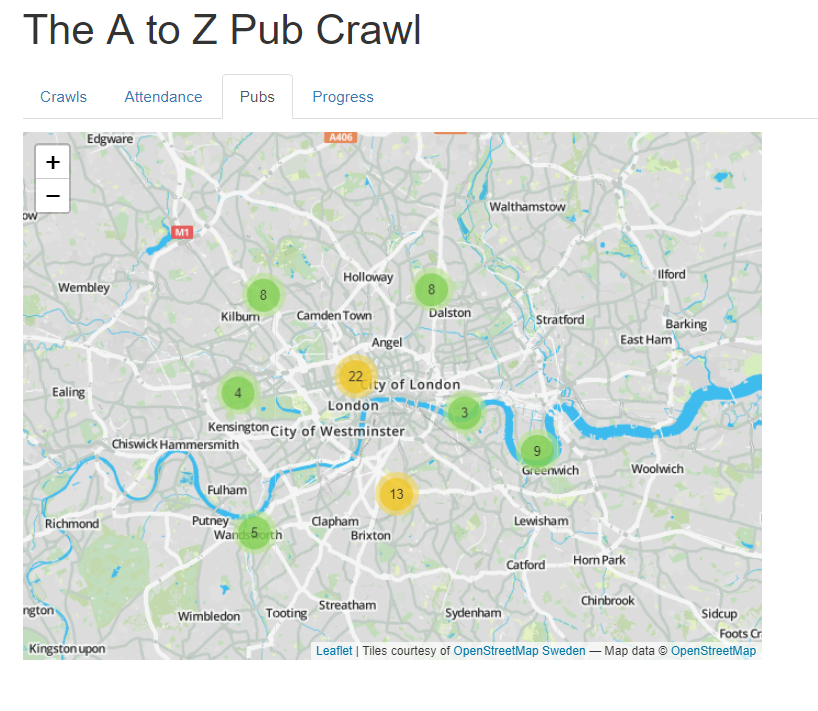 The A to Z Pub Crawl
Crawls Attendance Pubs Progress
A406
Edgware
+
−
Walthamstow
ow
M1
Ilford
Holloway
Wembley
8
8
Kilburn
Camden Town
Dalston
Stratford
Barking
Angel
East Ham
22
City of London
Ealing
4
London
3
Kensington
City of Westminster
Chiswick
Hammersmith
9
Greenwich
Woolwich
Fulham
13
Richmond
Putney
Clapham
Lewisham
Wandsworth
5
Brixton
Catford
Horn Park
Chinbrook
ngton
Wimbledon
Tooting
Streatham
Sydenham
Sidcup
Foots Cr
Kingston upon
Leaflet | Tiles courtesy of OpenStreetMap Sweden — Map data © OpenStreetMap